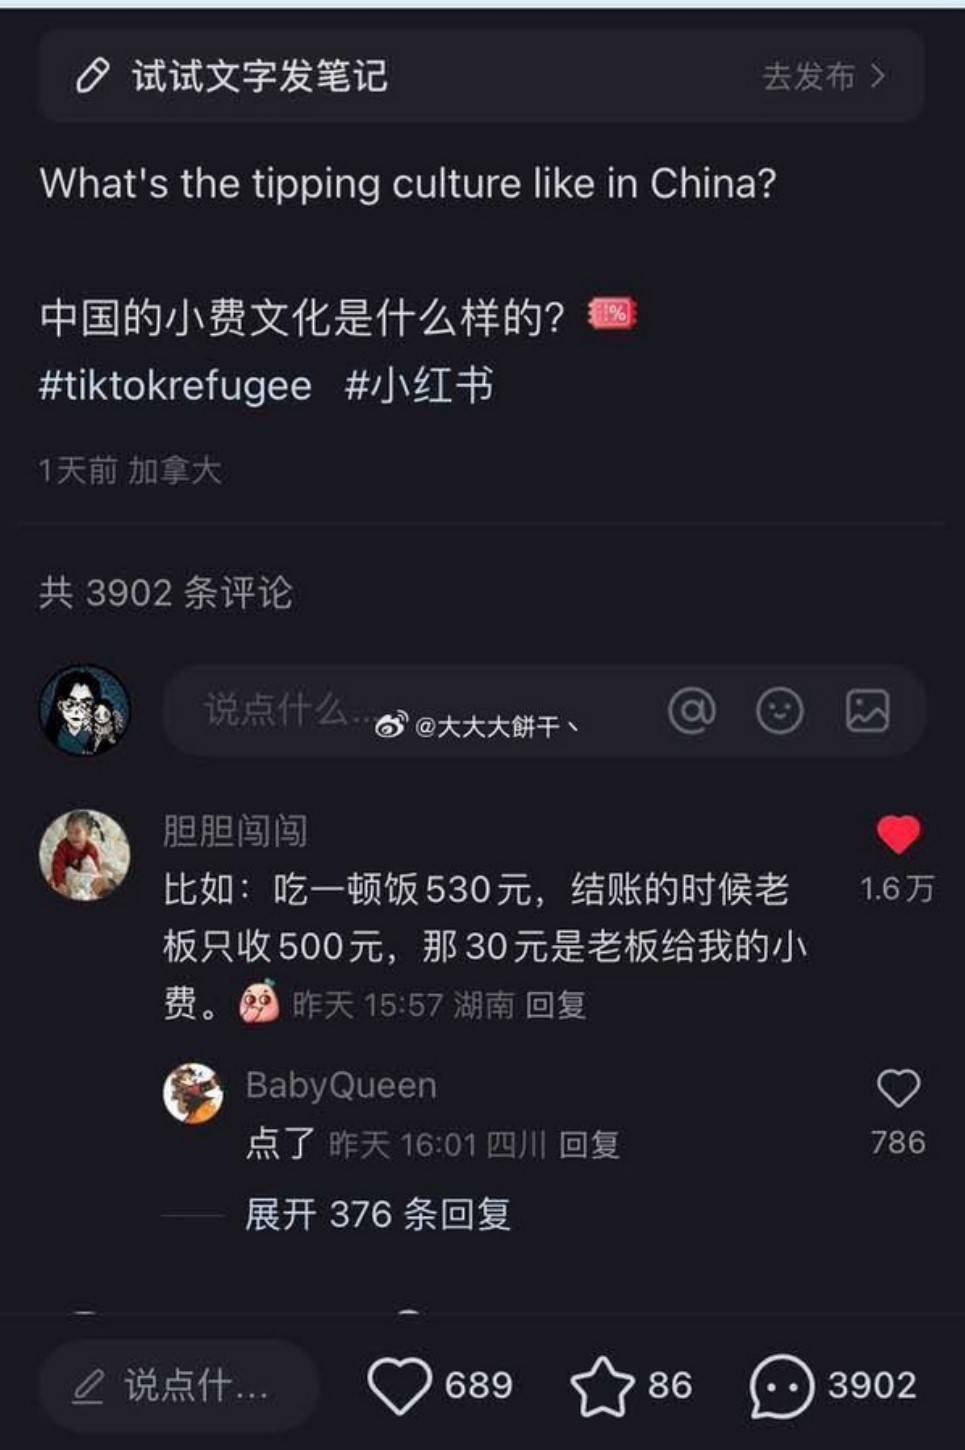 试试文字发笔记 去发布
What's the tipping culture like in China?
中国的小费文化是什么样的?
#tiktokrefugee #小红书
1天前 加拿大
共 3902 条评论
说点什么...
@大大大餅干丶
胆胆闯闯
比如：吃一顿饭530元，结账的时候老
1.6万
板只收500元，那30元是老板给我的小
费。 昨天 15:57 湖南 回复
BabyQueen
点了 昨天 16:01 四川 回复
786
展开 376 条回复
说点什... 689 86 3902